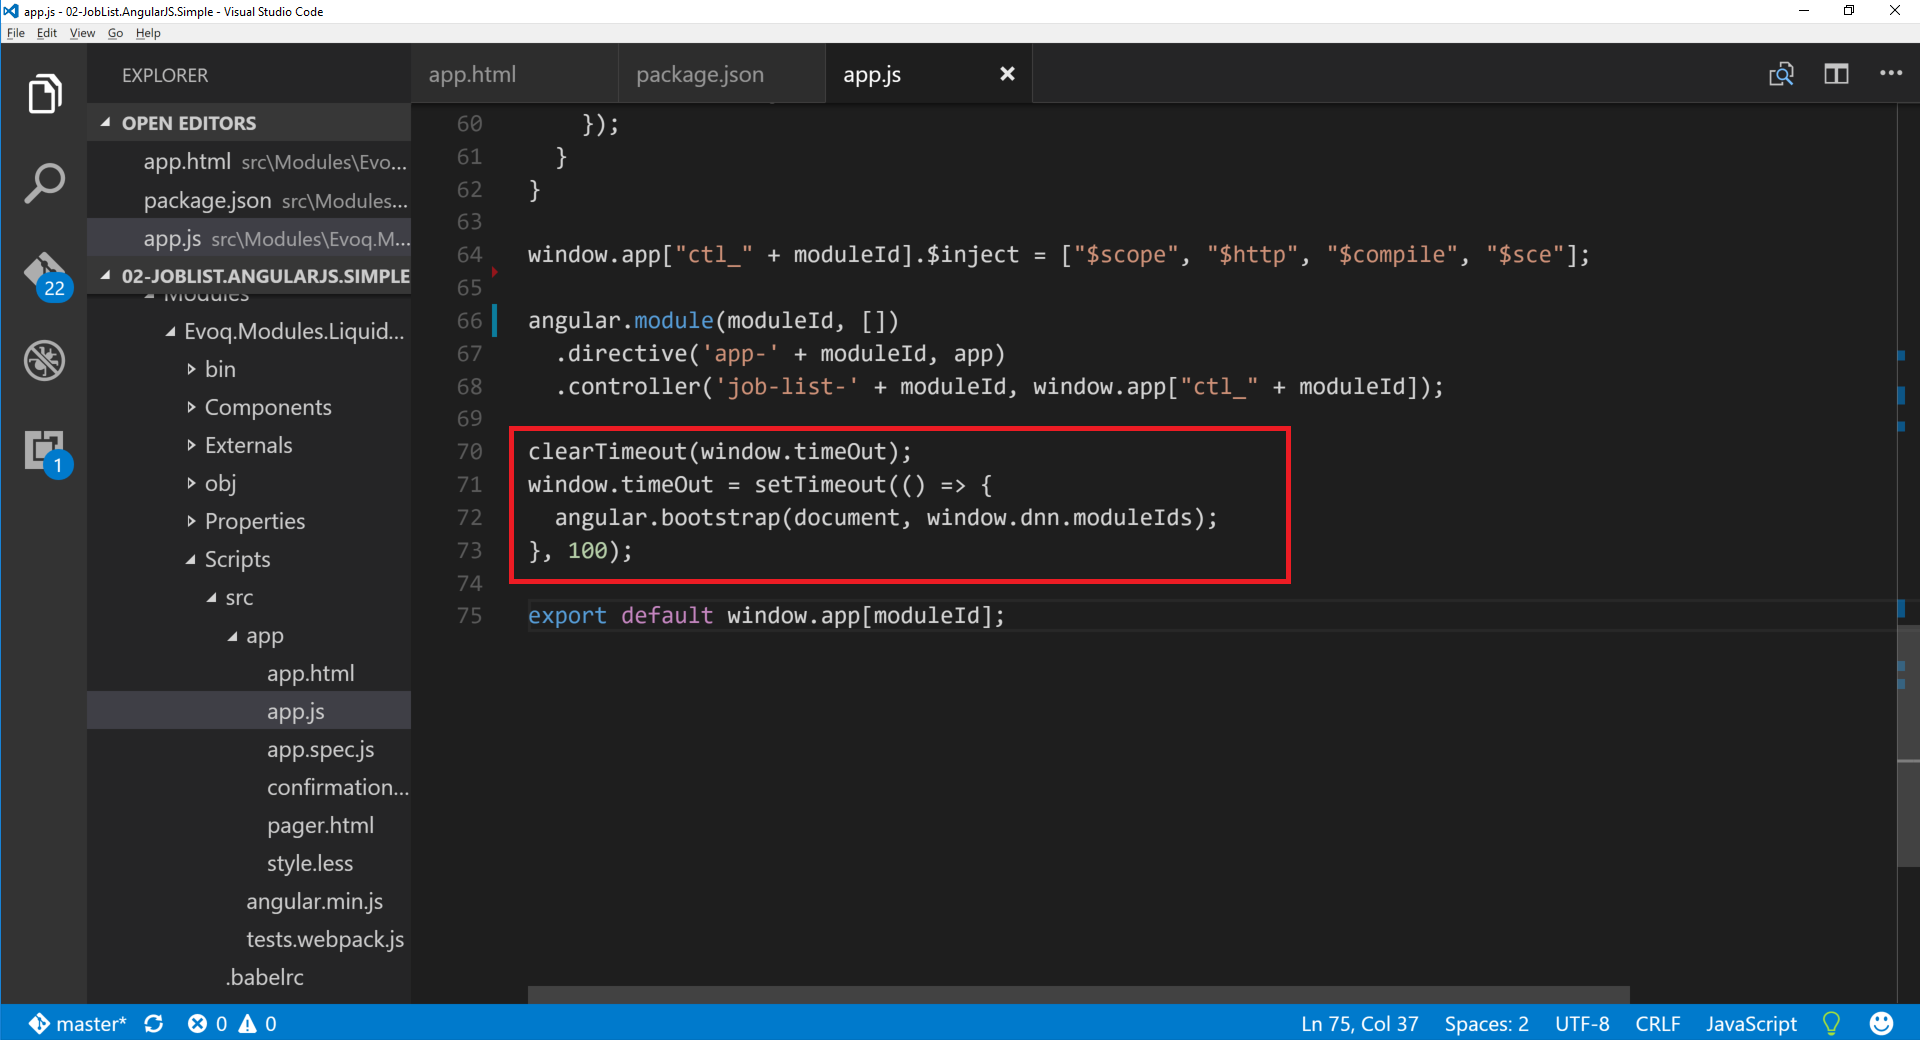 app.js - 02-JobList.AngularJS.Simple - Visual Studio Code
File Edit View Go Help
EXPLORER
OPEN EDITORS
app.html src\Modules\Evo...
package.json src\Modules...
app.js src\Modules\Evoq.M...
02-JOBLIST.ANGULARJS.SIMPLE
Modules
Evoq.Modules.Liquid...
bin
Components
Externals
obj
Properties
Scripts
src
app
app.html
app.js
app.spec.js
confirmation...
pager.html
style.less
angular.min.js
tests.webpack.js
.babelrc
22
1
app.html package.json app.js
60 });
61 }
62 }
63
64 window.app["ctl_" + moduleId].$inject = ["$scope", "$http", "$compile", "$sce"];
65
66 angular.module(moduleId, [])
67 .directive('app-' + moduleId, app)
68 .controller('job-list-' + moduleId, window.app["ctl_" + moduleId]);
69
70 clearTimeout(window.timeOut);
71 window.timeOut = setTimeout(() => {
72 angular.bootstrap(document, window.dnn.moduleIds);
73 }, 100);
74
75 export default window.app[moduleId];
master* 0 0 Ln 75, Col 37 Spaces: 2 UTF-8 CRLF JavaScript